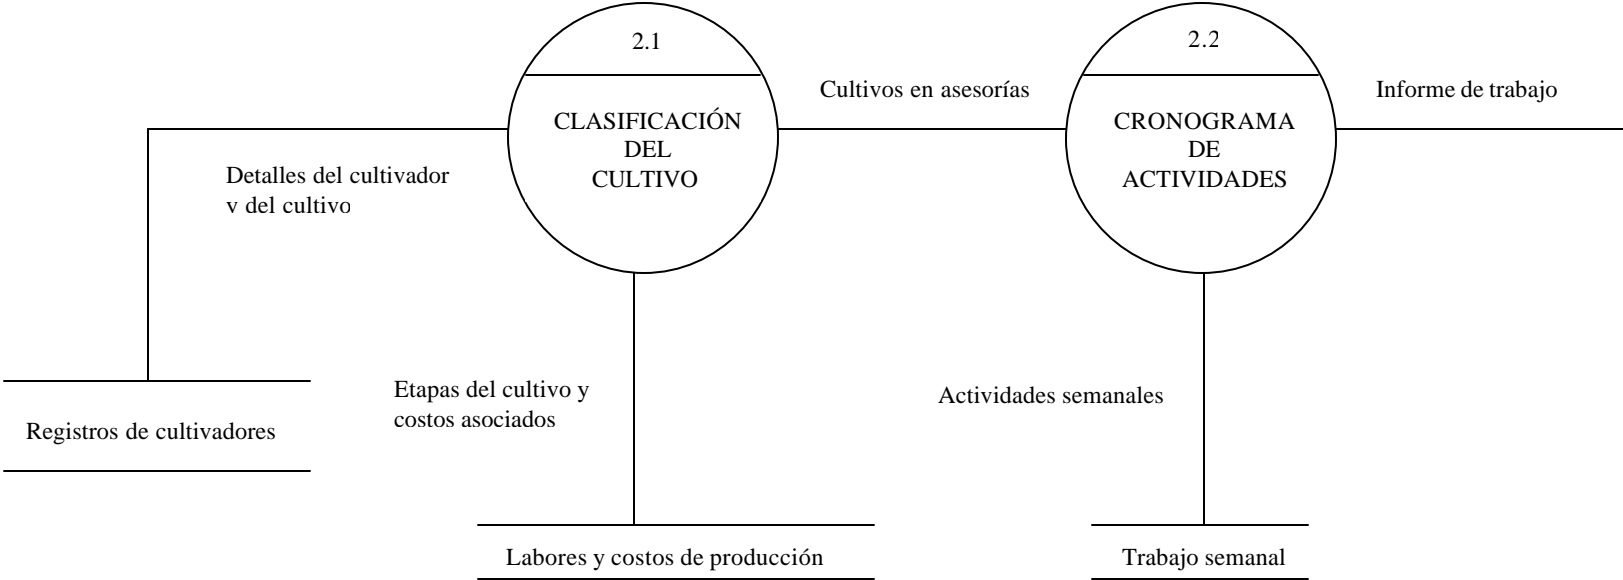 2.1
CLASIFICACIÓN
DEL
CULTIVO
Cultivos en asesorías
2.2
CRONOGRAMA
DE
ACTIVIDADES
Informe de trabajo
Detalles del cultivador
y del cultivo
Etapas del cultivo y
costos asociados
Actividades semanales
Registros de cultivadores
Labores y costos de producción
Trabajo semanal